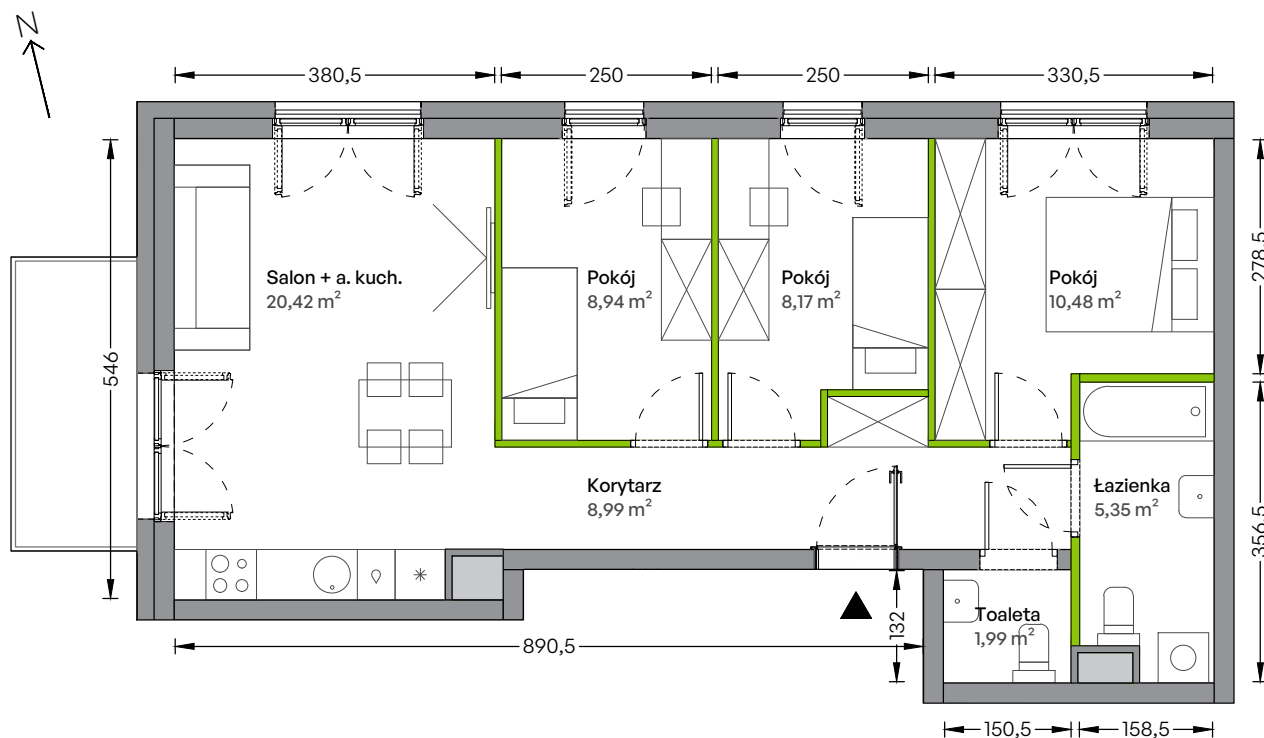 N
380,5
250
250
330,5
Salon + a. kuch.
20,42 m²
Pokój
8,94 m²
Pokój
8,17 m²
Pokój
10,48 m²
278,5
546
Korytarz
8,99 m²
Łazienka
5,35 m²
356,5
Toaleta
1,99 m²
132
890,5
150,5
158,5